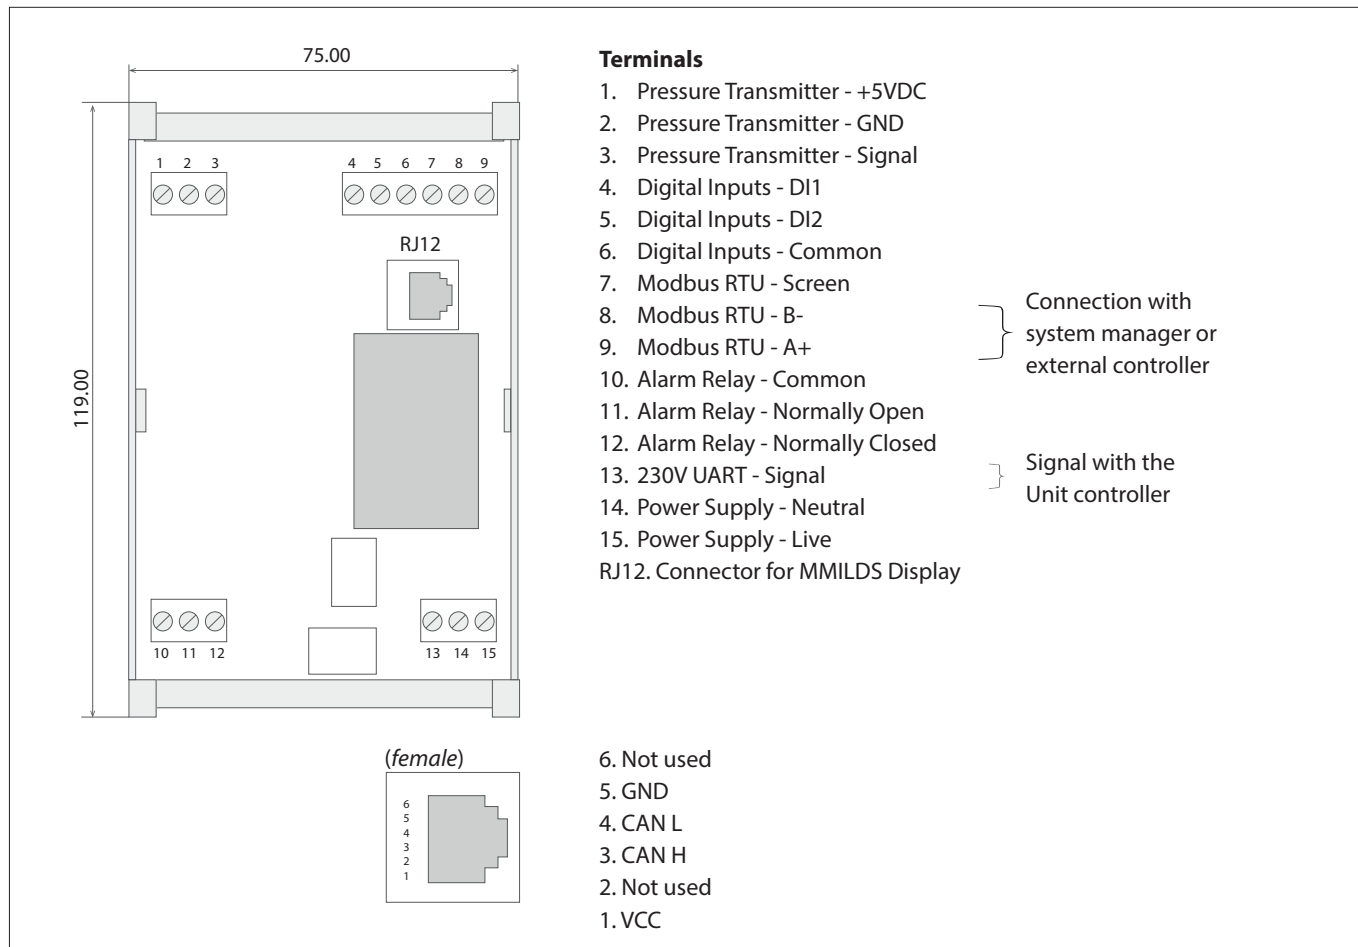 75.00
119.00
1 2 3
4 5 6 7 8 9
RJ12
10 11 12
13 14 15
Terminals
1. Pressure Transmitter - +5VDC
2. Pressure Transmitter - GND
3. Pressure Transmitter - Signal
4. Digital Inputs - DI1
5. Digital Inputs - DI2
6. Digital Inputs - Common
7. Modbus RTU - Screen
8. Modbus RTU - B-
9. Modbus RTU - A+
10. Alarm Relay - Common
11. Alarm Relay - Normally Open
12. Alarm Relay - Normally Closed
13. 230V UART - Signal
14. Power Supply - Neutral
15. Power Supply - Live
RJ12. Connector for MMILDS Display
Connection with
system manager or
external controller
Signal with the
Unit controller
(female)
6
5
4
3
2
1
6. Not used
5. GND
4. CAN L
3. CAN H
2. Not used
1. VCC